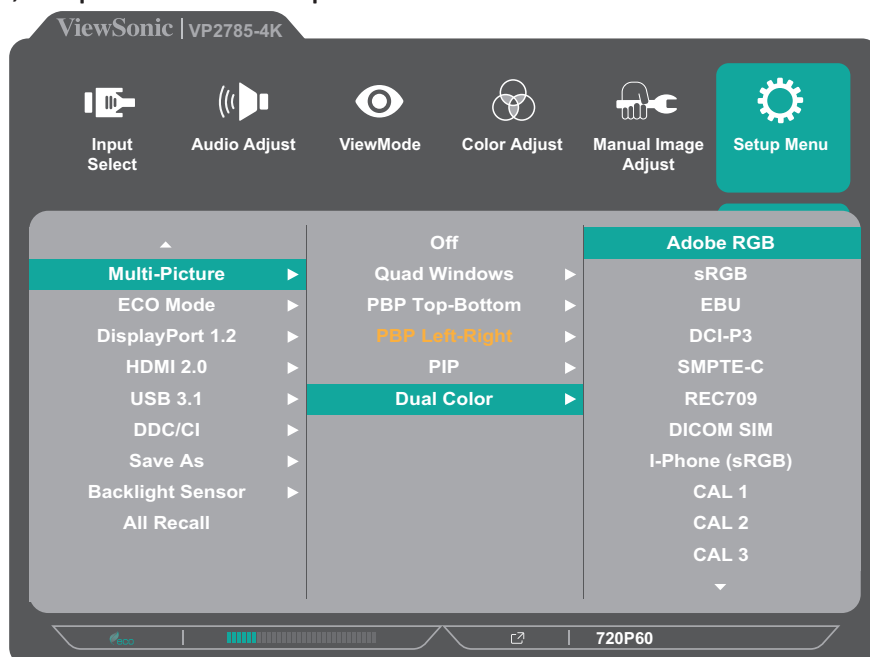 ViewSonic | VP2785-4K
Input
Select
Audio Adjust
ViewMode
Color Adjust
Manual Image
Adjust
Setup Menu
Multi-Picture
ECO Mode
DisplayPort 1.2
HDMI 2.0
USB 3.1
DDC/CI
Save As
Backlight Sensor
All Recall
Off
Quad Windows
PBP Top-Bottom
PBP Left-Right
PIP
Dual Color
Adobe RGB
sRGB
EBU
DCI-P3
SMPTE-C
REC709
DICOM SIM
I-Phone (sRGB)
CAL 1
CAL 2
CAL 3
eco
720P60